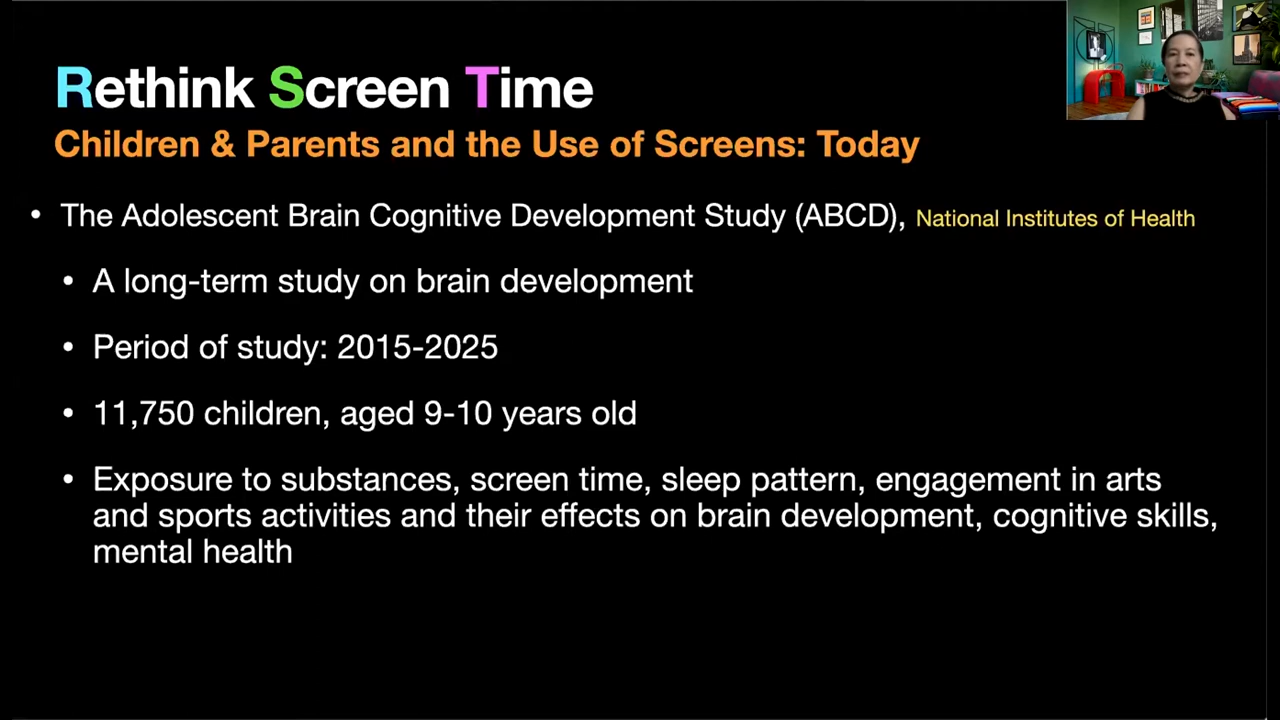 Rethink Screen Time
Children & Parents and the Use of Screens: Today
• The Adolescent Brain Cognitive Development Study (ABCD), National Institutes of Health
• A long-term study on brain development
• Period of study: 2015-2025
• 11,750 children, aged 9-10 years old
• Exposure to substances, screen time, sleep pattern, engagement in arts
and sports activities and their effects on brain development, cognitive skills,
mental health